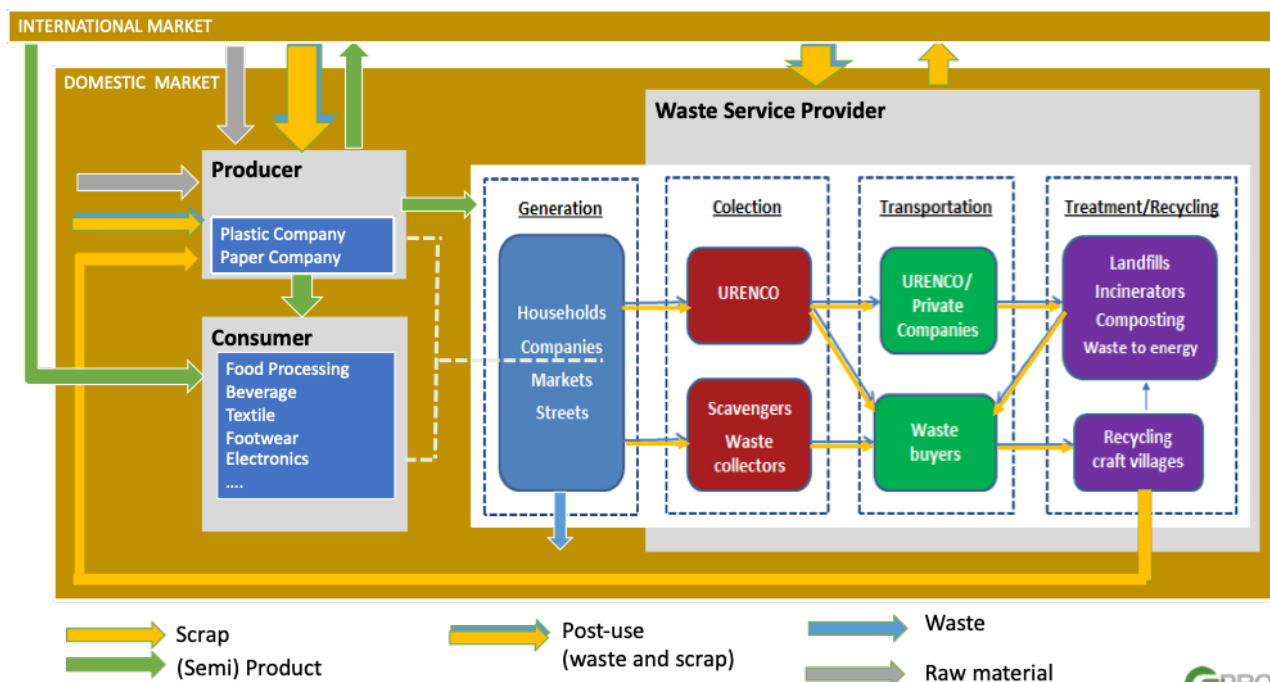 INTERNATIONAL MARKET
DOMESTIC MARKET
Waste Service Provider
Producer
Plastic Company
Paper Company
Consumer
Food Processing
Beverage
Textile
Footwear
Electronics
....
Generation
Households
Companies
Markets
Streets
Colection
URENCO
Scavengers
Waste
collectors
Transportation
URENCO/
Private
Companies
Waste
buyers
Treatment/Recycling
Landfills
Incinerators
Composting
Waste to energy
Recycling
craft villages
Scrap
(Semi) Product
Post-use
(waste and scrap)
Waste
Raw material